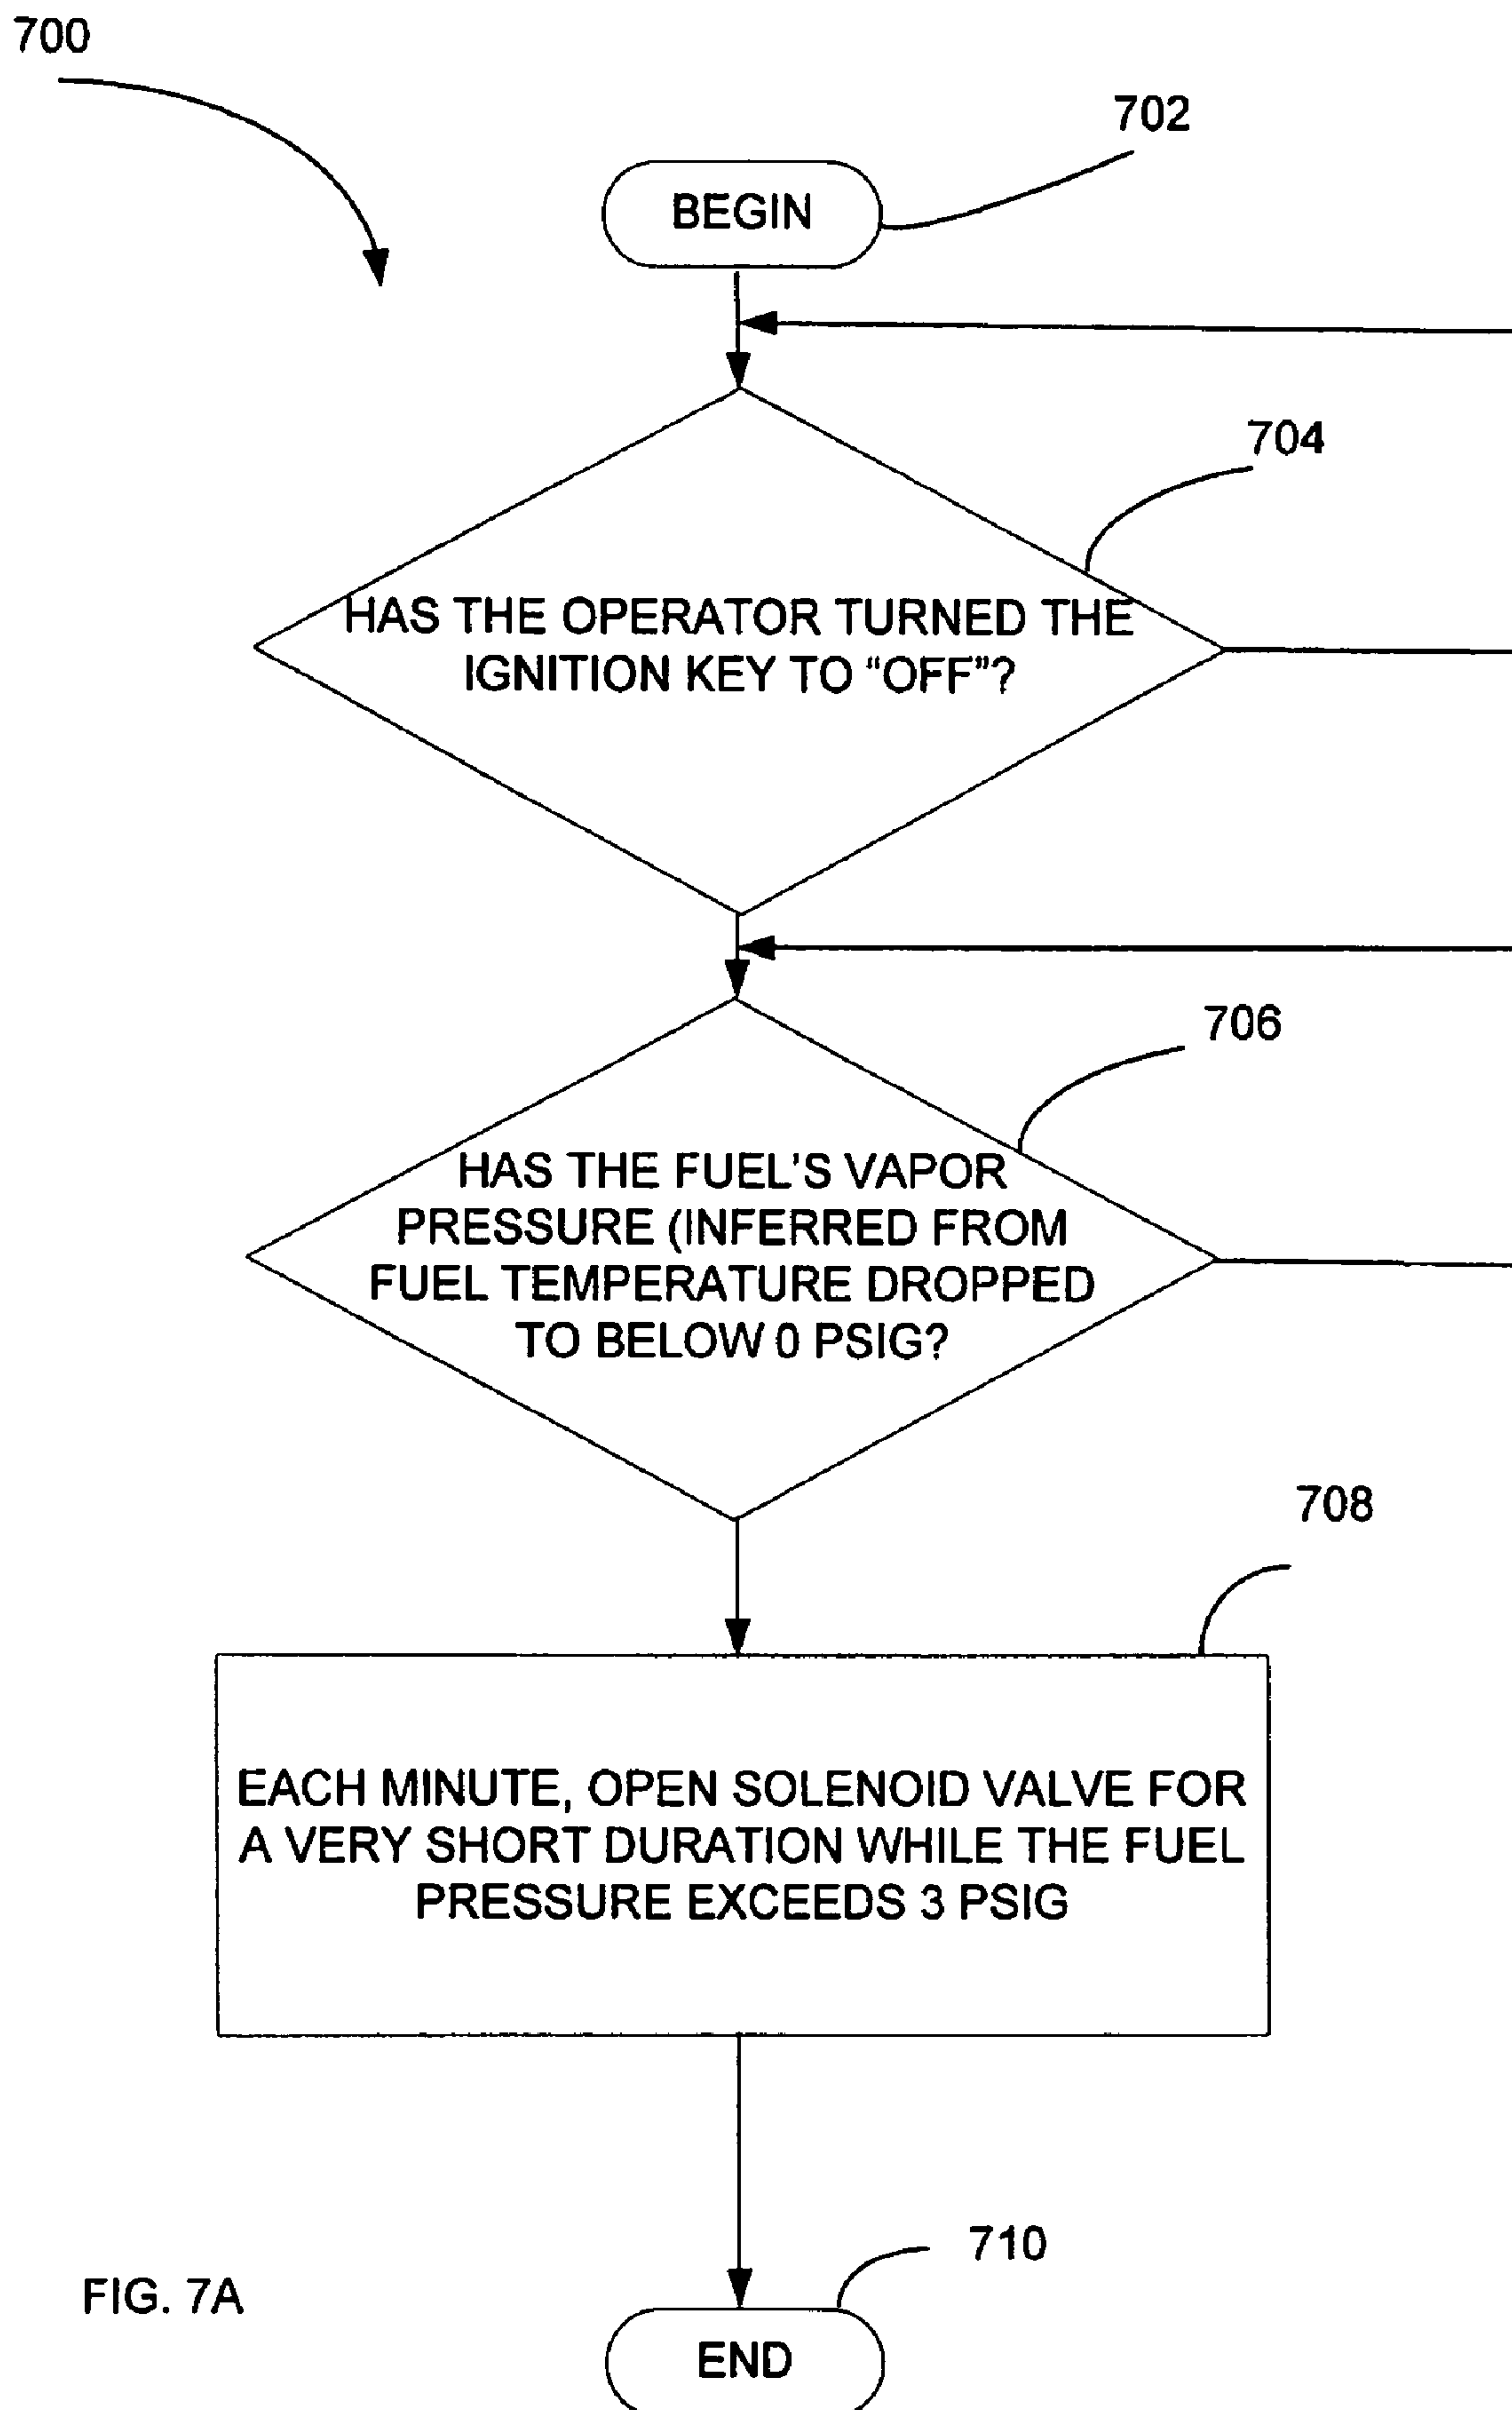 700
702
BEGIN
704
HAS THE OPERATOR TURNED THE
IGNITION KEY TO “OFF”?
706
HAS THE FUEL’S VAPOR
PRESSURE (INFERRED FROM
FUEL TEMPERATURE DROPPED
TO BELOW 0 PSIG?
708
EACH MINUTE, OPEN SOLENOID VALVE FOR
A VERY SHORT DURATION WHILE THE FUEL
PRESSURE EXCEEDS 3 PSIG
710
FIG. 7A
END